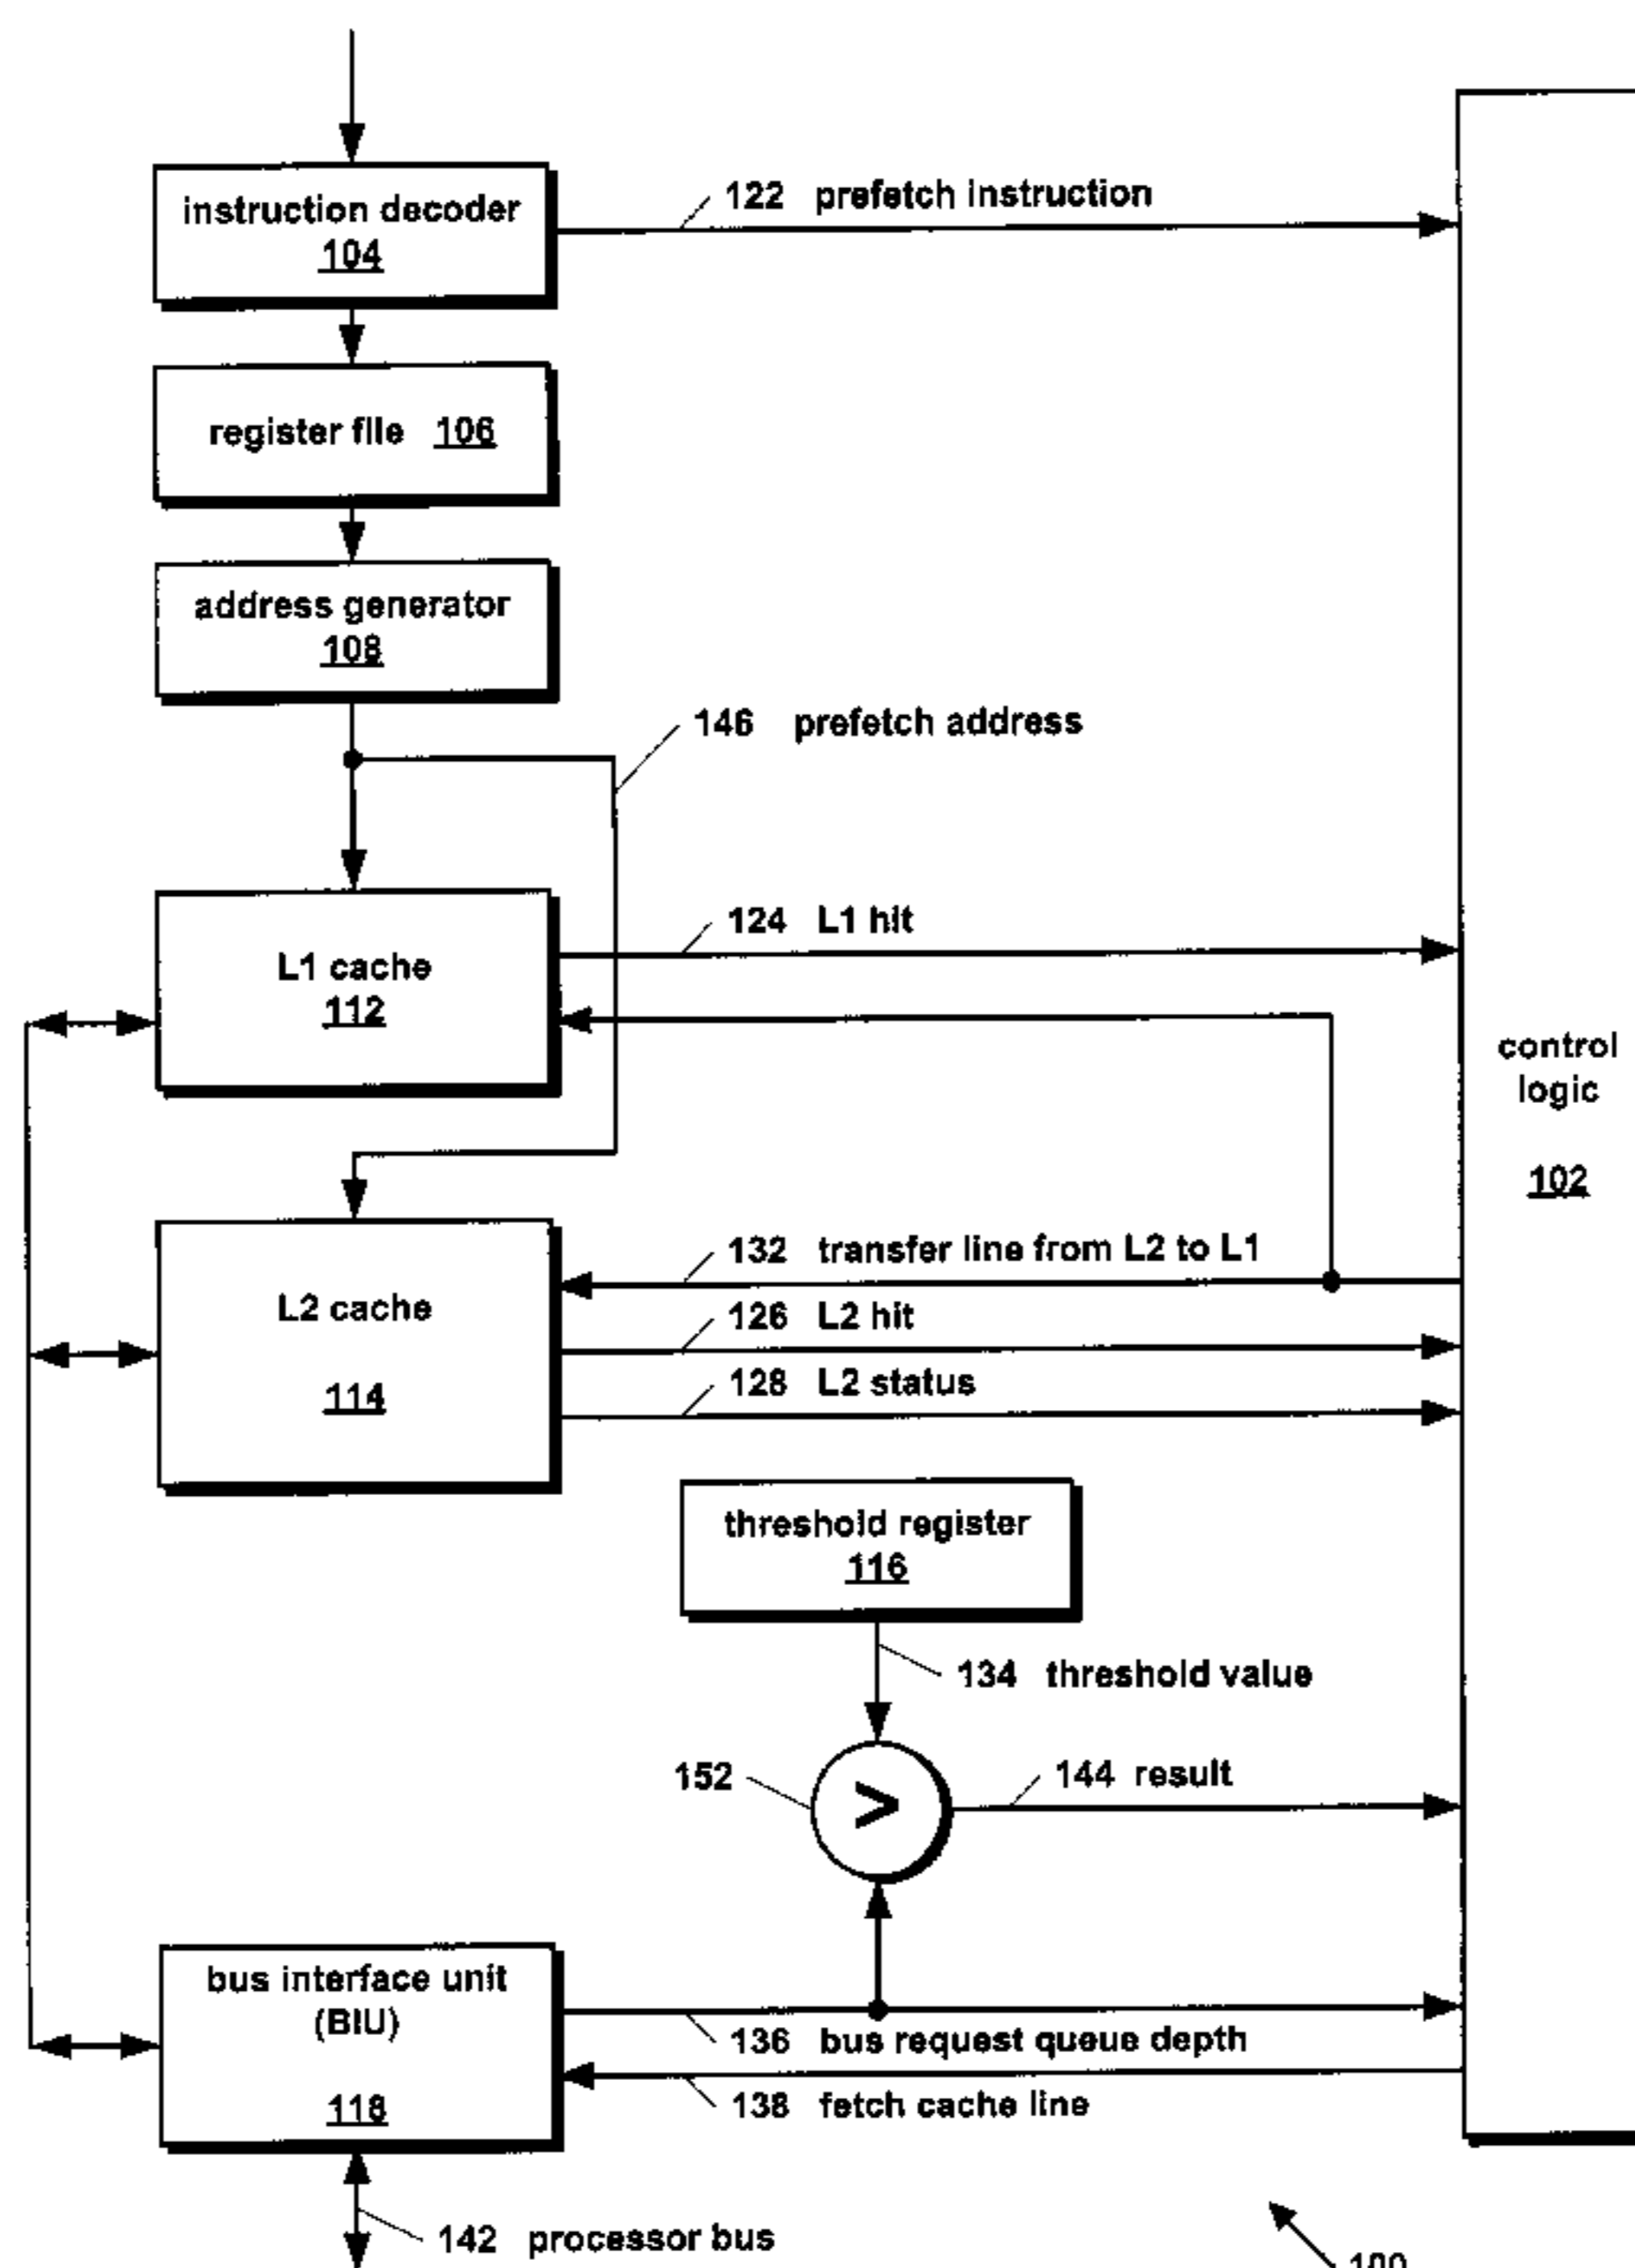 instruction decoder
104
122 prefetch instruction
register file 106
address generator
108
146 prefetch address
124 L1 hit
L1 cache
112
control
logic
102
132 transfer line from L2 to L1
L2 cache
126 L2 hit
128 L2 status
114
threshold register
116
134 threshold value
152
>
144 result
bus interface unit
(BIU)
136 bus request queue depth
118
138 fetch cache line
142 processor bus
100